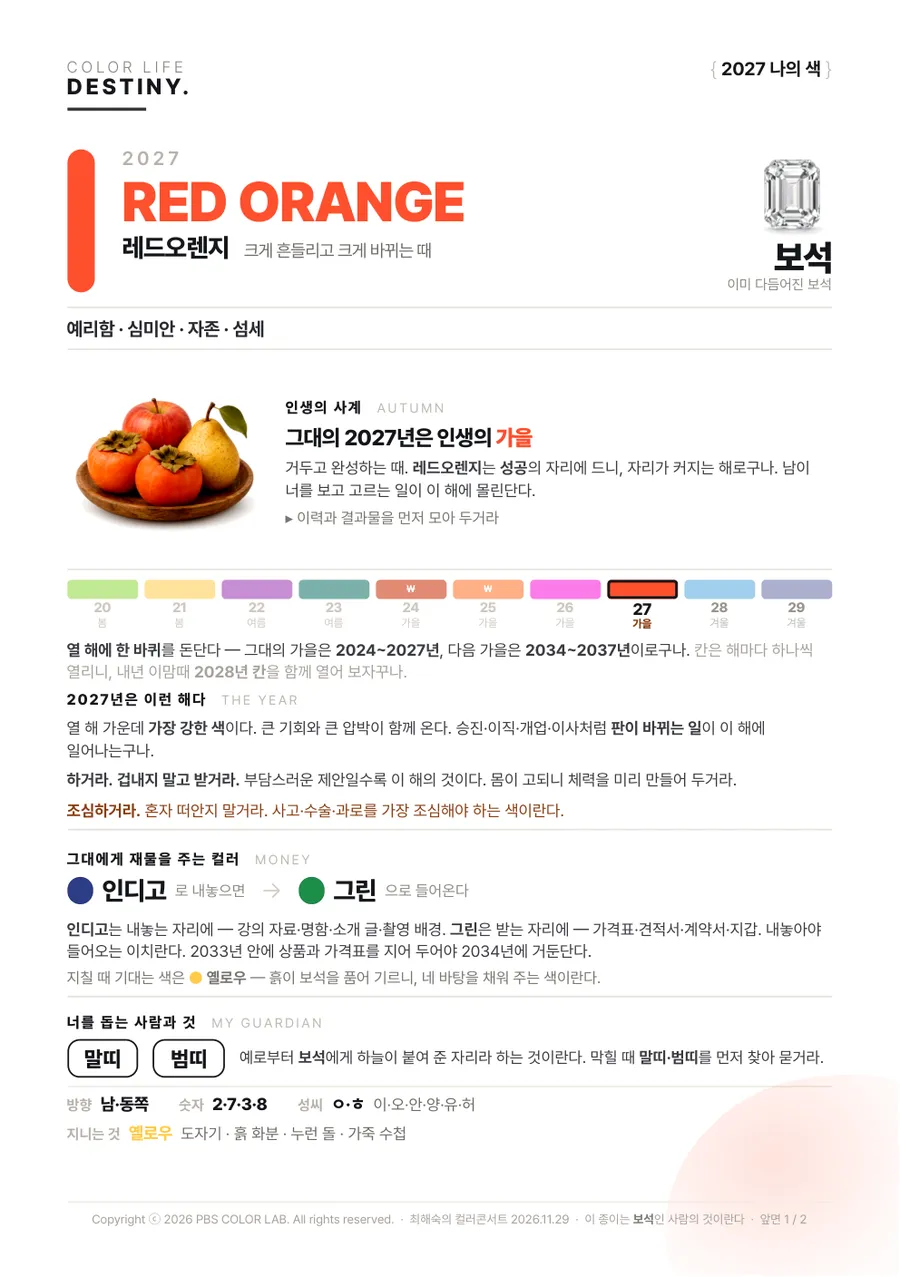 COLOR LIFE
DESTINY.
{ 2027 나의 색 }
2027
RED ORANGE
레드오렌지 크게 흔들리고 크게 바뀌는 때
보석
이미 다듬어진 보석
예리함 · 심미안 · 자존 · 섬세
인생의 사계 AUTUMN
그대의 2027년은 인생의 가을
거두고 완성하는 때. 레드오렌지는 성공의 자리에 드니, 자리가 커지는 해로구나. 남이
너를 보고 고르는 일이 이 해에 몰린단다.
▸ 이력과 결과물을 먼저 모아 두거라
₩ ₩
20 21 22 23 24 25 26 27 28 29
봄 봄 여름 여름 가을 가을 가을 가을 겨울 겨울
열 해에 한 바퀴를 돈단다 — 그대의 가을은 2024~2027년, 다음 가을은 2034~2037년이로구나. 칸은 해마다 하나씩
열리니, 내년 이맘때 2028년 칸을 함께 열어 보자꾸나.
2027년은 이런 해다 THE YEAR
열 해 가운데 가장 강한 색이다. 큰 기회와 큰 압박이 함께 온다. 승진·이직·개업·이사처럼 판이 바뀌는 일이 이 해에
일어나는구나.
하거라. 겁내지 말고 받거라. 부담스러운 제안일수록 이 해의 것이다. 몸이 고되니 체력을 미리 만들어 두거라.
조심하거라. 혼자 떠안지 말거라. 사고·수술·과로를 가장 조심해야 하는 색이란다.
그대에게 재물을 주는 컬러 MONEY
인디고 로 내놓으면 → 그린 으로 들어온다
인디고는 내놓는 자리에 — 강의 자료·명함·소개 글·촬영 배경. 그린은 받는 자리에 — 가격표·견적서·계약서·지갑. 내놓아야
들어오는 이치란다. 2033년 안에 상품과 가격표를 지어 두어야 2034년에 거둔단다.
지칠 때 기대는 색은 옐로우 — 흙이 보석을 품어 기르니, 네 바탕을 채워 주는 색이란다.
너를 돕는 사람과 것 MY GUARDIAN
말띠 범띠 예로부터 보석에게 하늘이 붙여 준 자리라 하는 것이란다. 막힐 때 말띠·범띠를 먼저 찾아 묻거라.
방향 남·동쪽 숫자 2·7·3·8 성씨 ㅇ·ㅎ 이·오·안·양·유·허
지니는 것 옐로우 도자기 · 흙 화분 · 누런 돌 · 가죽 수첩
Copyright ⓒ 2026 PBS COLOR LAB. All rights reserved. · 최해숙의 컬러콘서트 2026.11.29 · 이 종이는 보석인 사람의 것이란다 · 앞면 1 / 2